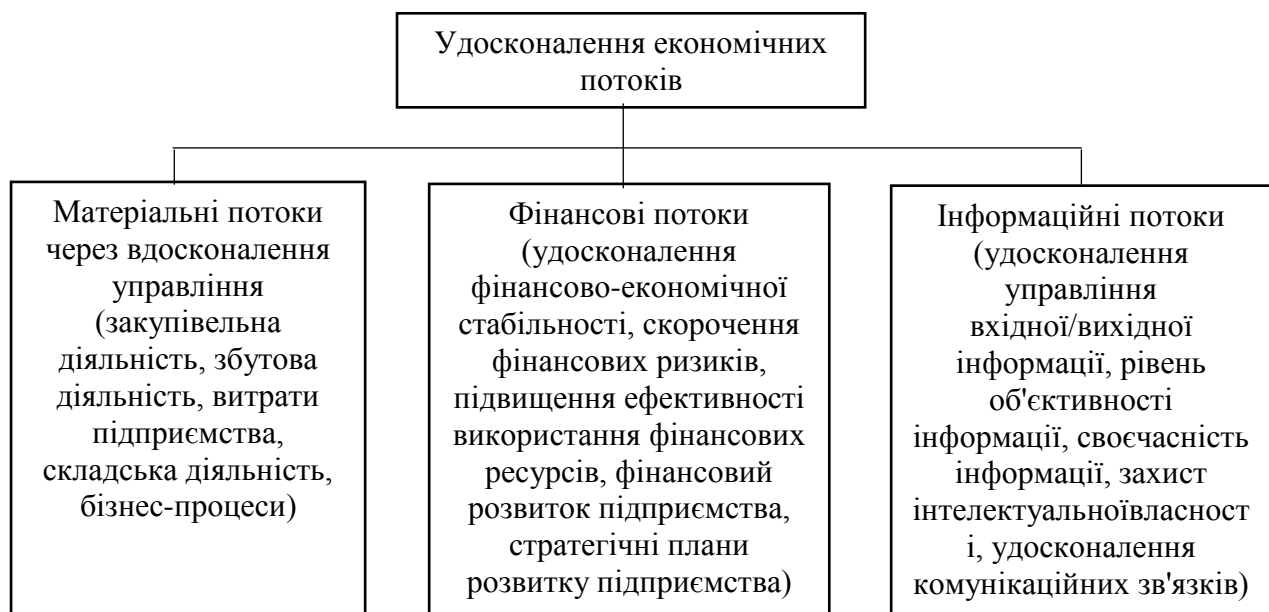 Удосконалення економічних
потоків
Матеріальні потоки
через вдосконалення
управління
(закупівельна
діяльність, збутова
діяльність, витрати
підприємства,
складська діяльність,
бізнес-процеси)
Фінансові потоки
(удосконалення
фінансово-економічної
стабільності, скорочення
фінансових ризиків,
підвищення ефективності
використання фінансових
ресурсів, фінансовий
розвиток підприємства,
стратегічні плани
розвитку підприємства)
Інформаційні потоки
(удосконалення
управління
вхідної/вихідної
інформації, рівень
об'єктивності
інформації, своєчасність
інформації, захист
інтелектуальноївласност
і, удосконалення
комунікаційних зв'язків)